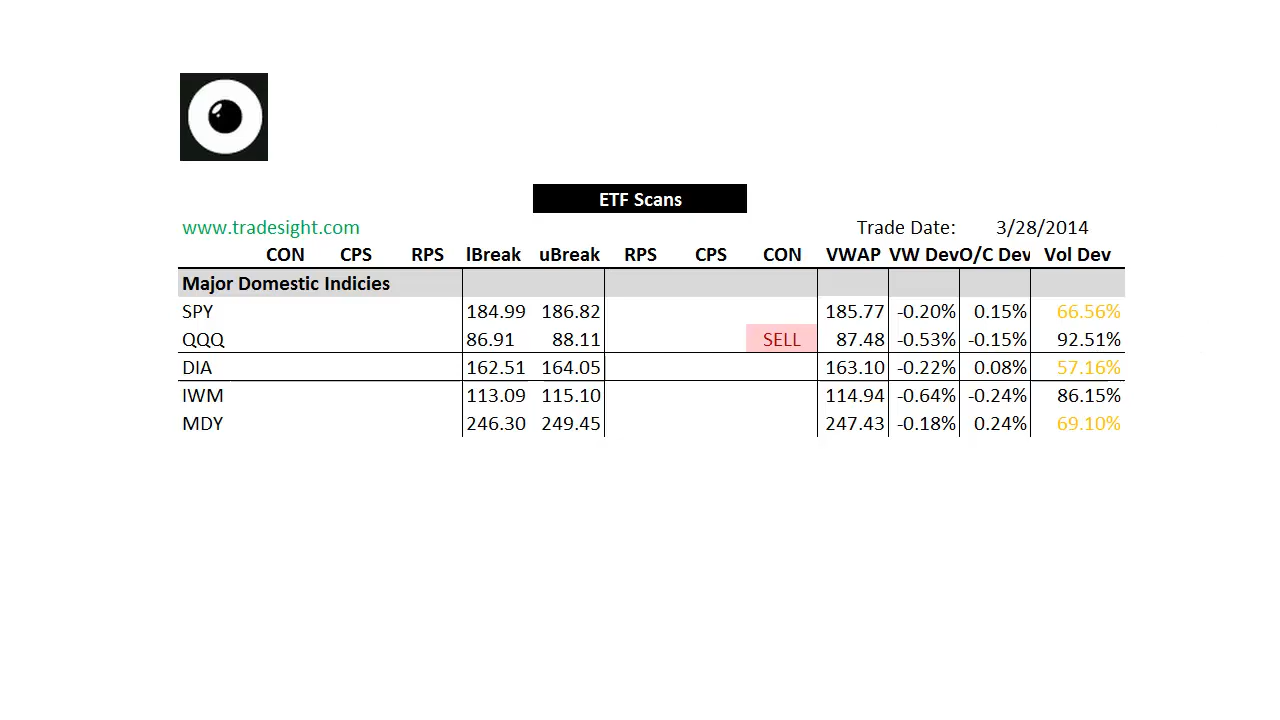 ETF Scans
www.tradesight.com Trade Date: 3/28/2014
CON CPS RPS lBreak uBreak RPS CPS CON VWAP VW Dev O/C Dev Vol Dev
Major Domestic Indicies
SPY 184.99 186.82 185.77 -0.20% 0.15% 66.56%
QQQ 86.91 88.11 SELL 87.48 -0.53% -0.15% 92.51%
DIA 162.51 164.05 163.10 -0.22% 0.08% 57.16%
IWM 113.09 115.10 114.94 -0.64% -0.24% 86.15%
MDY 246.30 249.45 247.43 -0.18% 0.24% 69.10%